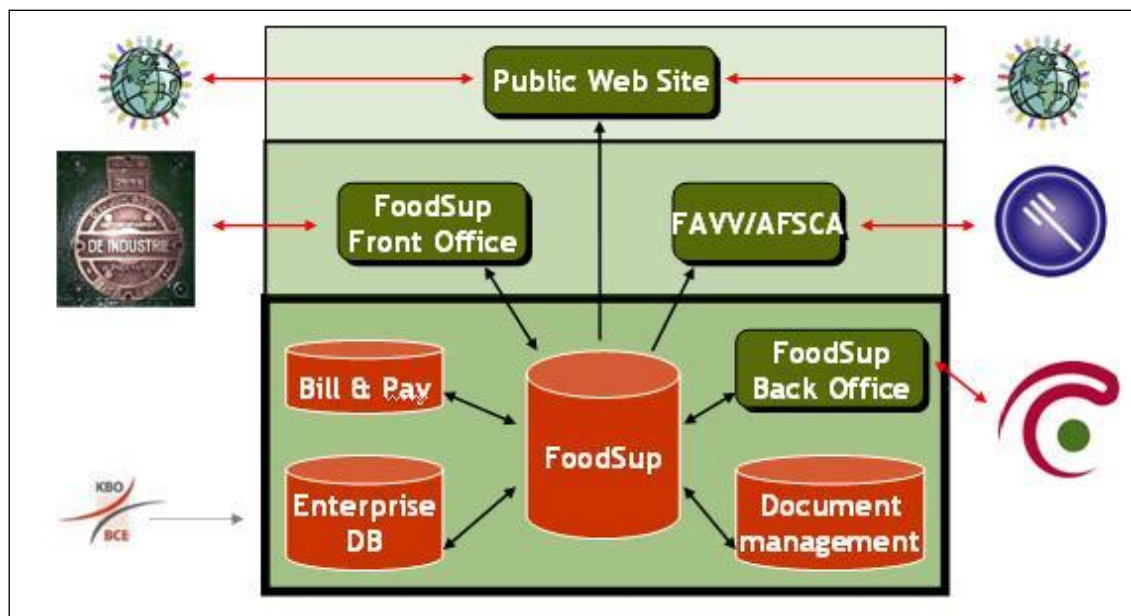 Public Web Site
FoodSup
Front Office
FAVV/AFSCA
DE INDUSTRIE
Bill & Pay
FoodSup
Back Office
FoodSup
KBO
BCE
Enterprise
DB
Document
management